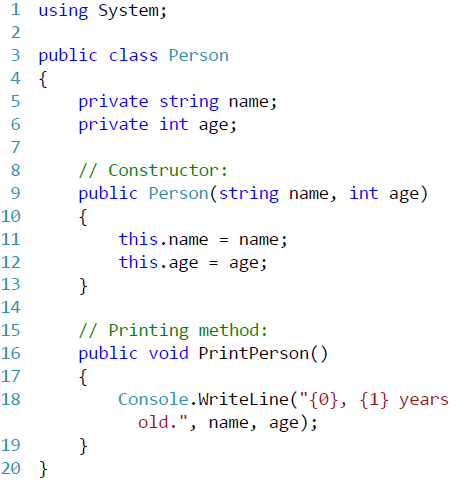 1 using System;
2
3 public class Person
4 {
5     private string name;
6     private int age;
7
8     // Constructor:
9     public Person(string name, int age)
10     {
11         this.name = name;
12         this.age = age;
13     }
14
15     // Printing method:
16     public void PrintPerson()
17     {
18         Console.WriteLine("{0}, {1} years
           old.", name, age);
19     }
20 }